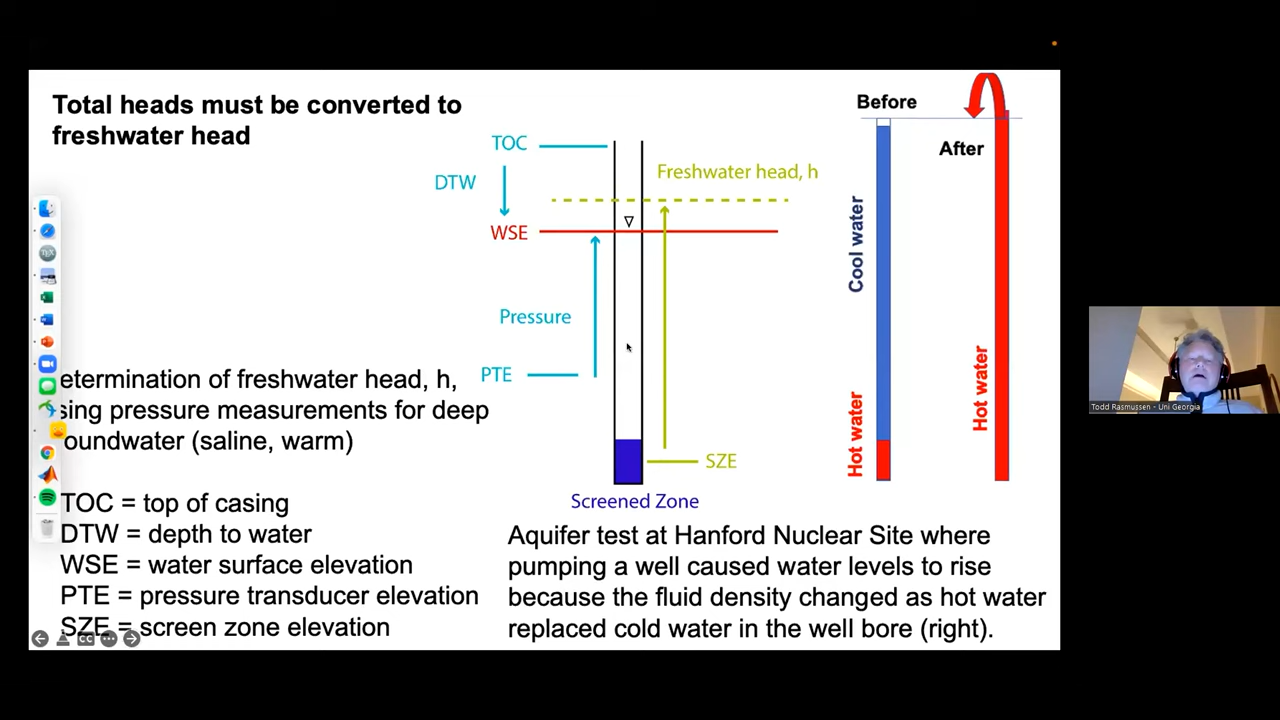 Total heads must be converted to
freshwater head
TOC
DTW
WSE
Freshwater head, h
Pressure
PTE
SZE
Screened Zone
Before
After
Cool water
Hot water
Hot water
etermination of freshwater head, h,
sing pressure measurements for deep
oundwater (saline, warm)
TOC = top of casing
DTW = depth to water
WSE = water surface elevation
PTE = pressure transducer elevation
SZE = screen zone elevation
Aquifer test at Hanford Nuclear Site where
pumping a well caused water levels to rise
because the fluid density changed as hot water
replaced cold water in the well bore (right).
CC
Todd Rasmussen - Uni Georgia